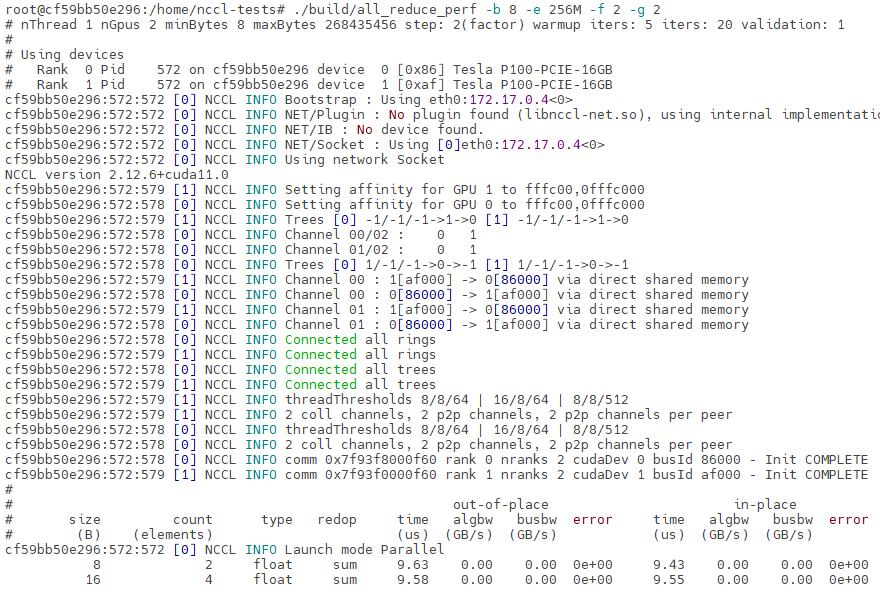 root@cf59bb50e296:/home/nccl-tests# ./build/all_reduce_perf -b 8 -e 256M -f 2 -g 2
# nThread 1 nGpus 2 minBytes 8 maxBytes 268435456 step: 2(factor) warmup iters: 5 iters: 20 validation: 1
#
# Using devices
#   Rank  0 Pid    572 on cf59bb50e296 device  0 [0x86] Tesla P100-PCIE-16GB
#   Rank  1 Pid    572 on cf59bb50e296 device  1 [0xaf] Tesla P100-PCIE-16GB
cf59bb50e296:572:572 [0] NCCL INFO Bootstrap : Using eth0:172.17.0.4<0>
cf59bb50e296:572:572 [0] NCCL INFO NET/Plugin : No plugin found (libnccl-net.so), using internal implementa
cf59bb50e296:572:572 [0] NCCL INFO NET/IB : No device found.
cf59bb50e296:572:572 [0] NCCL INFO NET/Socket : Using [0]eth0:172.17.0.4<0>
cf59bb50e296:572:572 [0] NCCL INFO Using network Socket
NCCL version 2.12.6+cuda11.0
cf59bb50e296:572:579 [1] NCCL INFO Setting affinity for GPU 1 to fffc00,0fffc000
cf59bb50e296:572:578 [0] NCCL INFO Setting affinity for GPU 0 to fffc00,0fffc000
cf59bb50e296:572:579 [1] NCCL INFO Trees [0] -1/-1/-1->1->0 [1] -1/-1/-1->1->0
cf59bb50e296:572:578 [0] NCCL INFO Channel 00/02 :    0   1
cf59bb50e296:572:578 [0] NCCL INFO Channel 01/02 :    0   1
cf59bb50e296:572:578 [0] NCCL INFO Trees [0] 1/-1/-1->0->-1 [1] 1/-1/-1->0->-1
cf59bb50e296:572:579 [1] NCCL INFO Channel 00 : 1[af000] -> 0[86000] via direct shared memory
cf59bb50e296:572:578 [0] NCCL INFO Channel 00 : 0[86000] -> 1[af000] via direct shared memory
cf59bb50e296:572:579 [1] NCCL INFO Channel 01 : 1[af000] -> 0[86000] via direct shared memory
cf59bb50e296:572:578 [0] NCCL INFO Channel 01 : 0[86000] -> 1[af000] via direct shared memory
cf59bb50e296:572:578 [0] NCCL INFO Connected all rings
cf59bb50e296:572:579 [1] NCCL INFO Connected all rings
cf59bb50e296:572:578 [0] NCCL INFO Connected all trees
cf59bb50e296:572:579 [1] NCCL INFO Connected all trees
cf59bb50e296:572:579 [1] NCCL INFO threadThresholds 8/8/64 | 16/8/64 | 8/8/512
cf59bb50e296:572:579 [1] NCCL INFO 2 coll channels, 2 p2p channels, 2 p2p channels per peer
cf59bb50e296:572:578 [0] NCCL INFO threadThresholds 8/8/64 | 16/8/64 | 8/8/512
cf59bb50e296:572:578 [0] NCCL INFO 2 coll channels, 2 p2p channels, 2 p2p channels per peer
cf59bb50e296:572:578 [0] NCCL INFO comm 0x7f93f8000f60 rank 0 nranks 2 cudaDev 0 busId 86000 - Init COMPLETE
cf59bb50e296:572:579 [1] NCCL INFO comm 0x7f93f0000f60 rank 1 nranks 2 cudaDev 1 busId af000 - Init COMPLETE
#
#                                                       out-of-place                       in-place
#       size         count      type   redop     time   algbw   busbw  error     time   algbw   busbw  error
#        (B)    (elements)                       (us)  (GB/s)  (GB/s)            (us)  (GB/s)  (GB/s)
cf59bb50e296:572:572 [0] NCCL INFO Launch mode Parallel
           8             2     float     sum     9.63    0.00    0.00  0e+00     9.43    0.00    0.00  0e+00
          16             4     float     sum     9.58    0.00    0.00  0e+00     9.55    0.00    0.00  0e+00